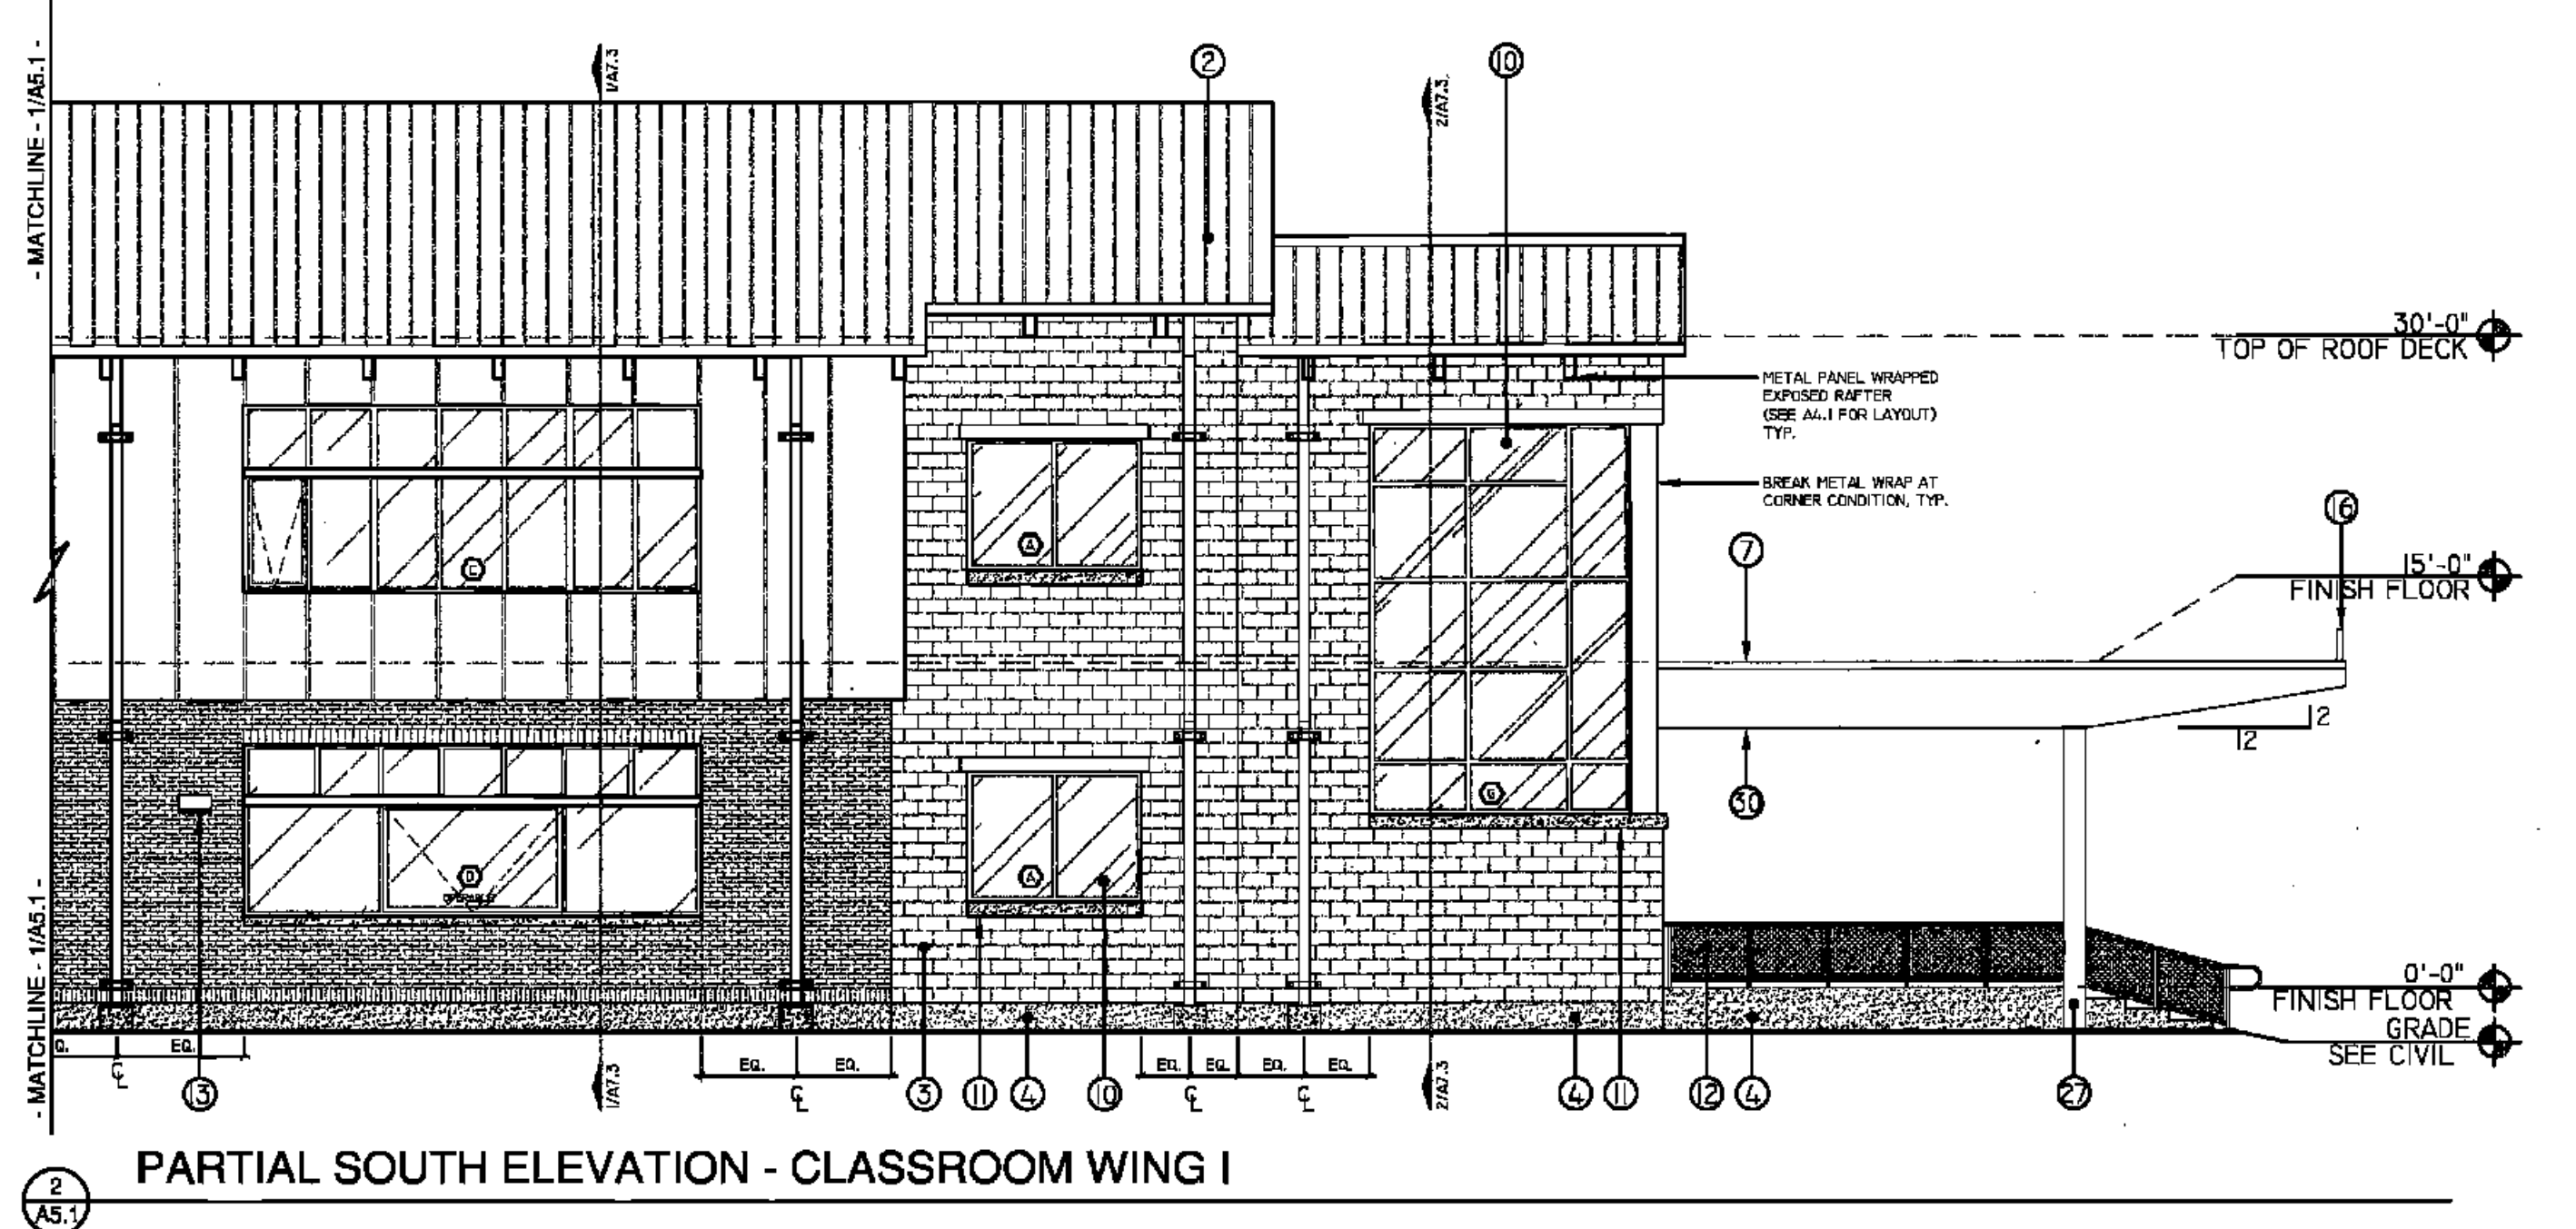 - MATCHLINE - 1/A5.1 -
1/A7.3
2
2/A7.3
10
30'-0"
TOP OF ROOF DECK
METAL PANEL WRAPPED
EXPOSED RAFTER
(SEE A4.1 FOR LAYOUT)
TYP.
BREAK METAL WRAP AT
CORNER CONDITION, TYP.
16
7
15'-0"
FINISH FLOOR
A
2
12
30
G
D
OPERABLE
A
- MATCHLINE - 1/A5.1 -
0'-0"
FINISH FLOOR
GRADE
SEE CIVIL
Q.
EQ.
EQ.
EQ.
EQ.
EQ.
EQ.
EQ.
CL
CL
CL
CL
13
1/A7.3
3
11
4
10
2/A7.3
4
11
12
4
27
PARTIAL SOUTH ELEVATION - CLASSROOM WING I
2
A5.1